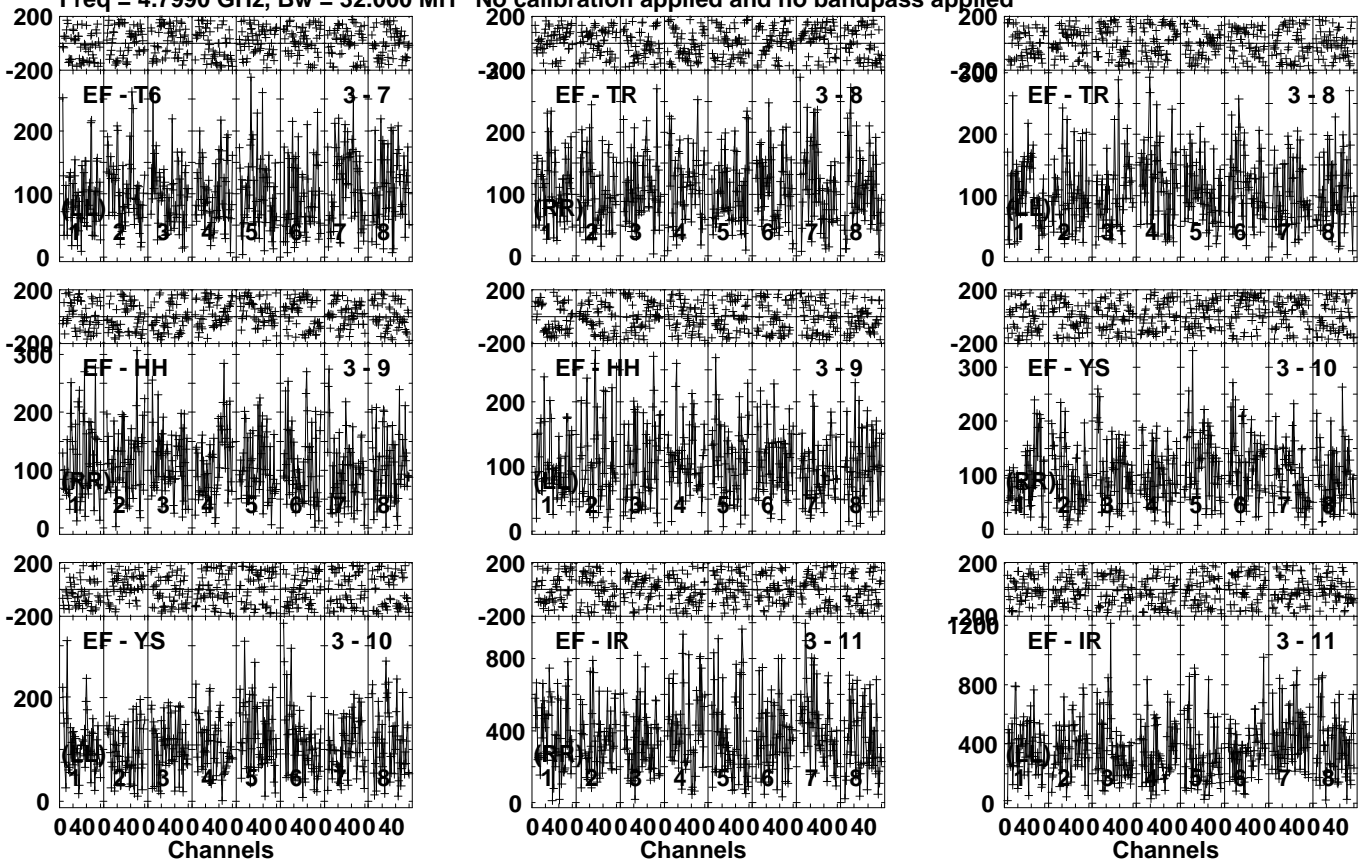 Freq = 4.7990 GHz, Bw = 32.000 MH No calibration applied and no bandpass applied
200 200 200
-200 -200 -200
300 300
EF - T6 3 - 7 EF - TR 3 - 8 EF - TR 3 - 8
200 200 200
100 100 100
(LL) (RR) (LL)
1 2 3 4 5 6 7 8 1 2 3 4 5 6 7 8 1 2 3 4 5 6 7 8
0 0 0
200 200 200
-200 -200 -200
300 300
EF - HH 3 - 9 EF - HH 3 - 9 EF - YS 3 - 10
200 200 200
100 100 100
(RR) (LL) (RR)
1 2 3 4 5 6 7 8 1 2 3 4 5 6 7 8 1 2 3 4 5 6 7 8
0 0 0
200 200 200
-200 -200 -200
1200
EF - YS 3 - 10 EF - IR 3 - 11 EF - IR 3 - 11
200 800 800
400 400
(LL) (RR) (LL)
1 2 3 4 5 6 7 8 1 2 3 4 5 6 7 8 1 2 3 4 5 6 7 8
0 0 0
0 40 0 40 0 40 0 40 0 40 0 40 0 40 0 40 0 40 0 40 0 40 0 40 0 40 0 40 0 40 0 40 0 40 0 40 0 40 0 40 0 40 0 40 0 40 0 40
Channels Channels Channels